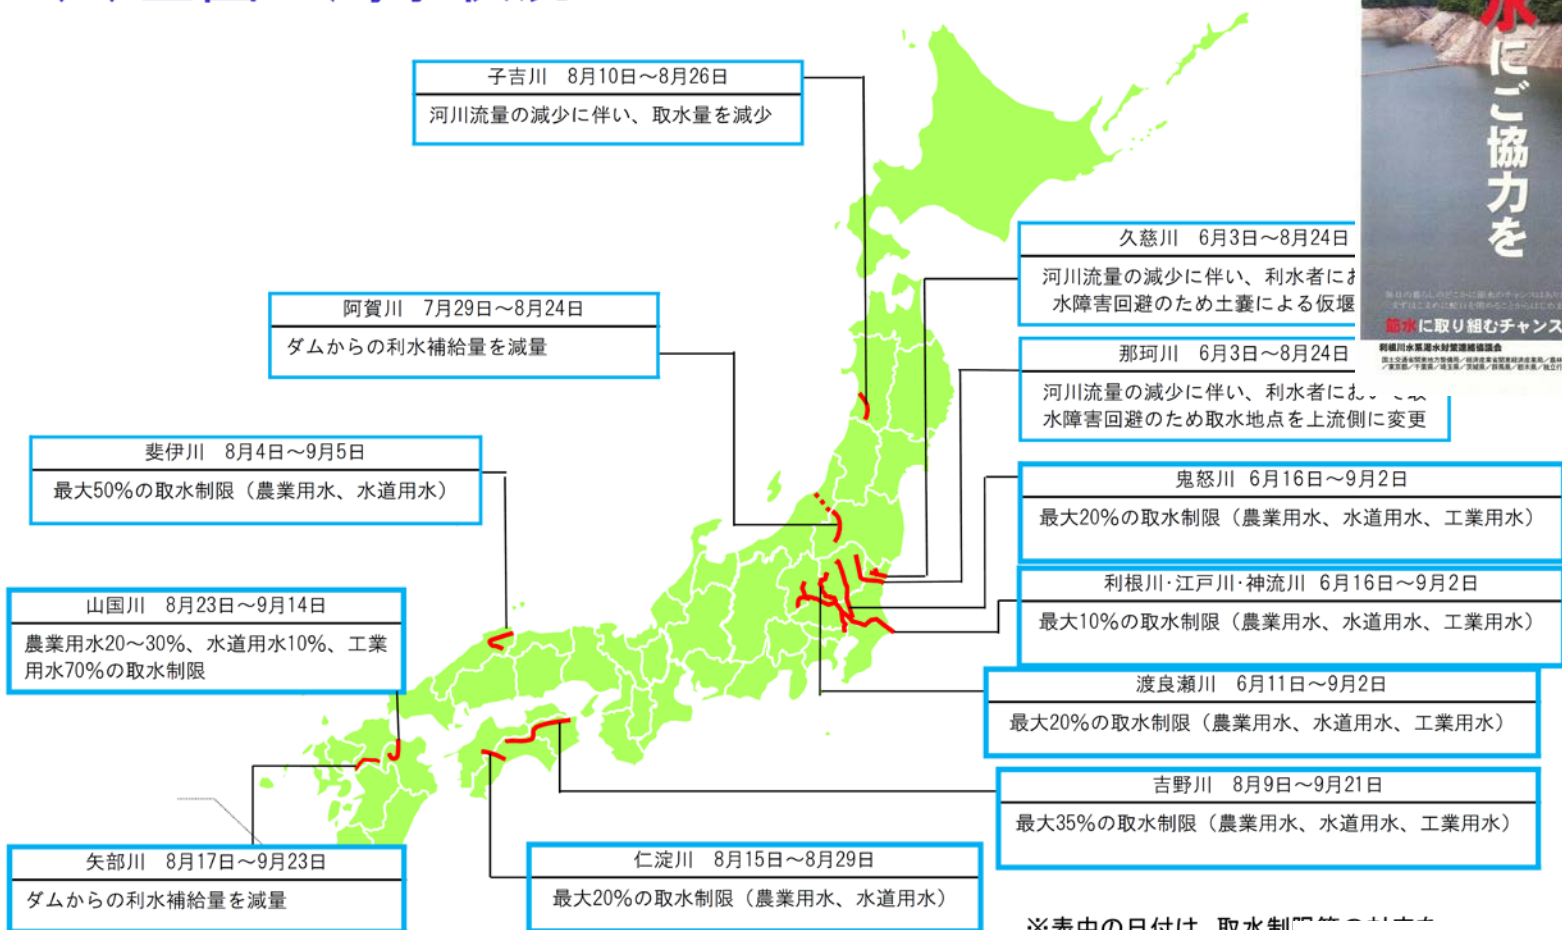 子吉川 8月10日～8月26日
河川流量の減少に伴い、取水量を減少
水にご協力を
久慈川 6月3日～8月24日
河川流量の減少に伴い、利水者にお
水障害回避のため土嚢による仮堰
阿賀川 7月29日～8月24日
ダムからの利水補給量を減量
節水に取り組むチャンス
利根川水系渇水対策連絡協議会
那珂川 6月3日～8月24日
河川流量の減少に伴い、利水者において取
水障害回避のため取水地点を上流側に変更
斐伊川 8月4日～9月5日
最大50%の取水制限（農業用水、水道用水）
鬼怒川 6月16日～9月2日
最大20%の取水制限（農業用水、水道用水、工業用水）
利根川・江戸川・神流川 6月16日～9月2日
最大10%の取水制限（農業用水、水道用水、工業用水）
山国川 8月23日～9月14日
農業用水20～30%、水道用水10%、工業
用水70%の取水制限
渡良瀬川 6月11日～9月2日
最大20%の取水制限（農業用水、水道用水、工業用水）
吉野川 8月9日～9月21日
最大35%の取水制限（農業用水、水道用水、工業用水）
矢部川 8月17日～9月23日
ダムからの利水補給量を減量
仁淀川 8月15日～8月29日
最大20%の取水制限（農業用水、水道用水）
※表中の日付は、取水制限等の対応を